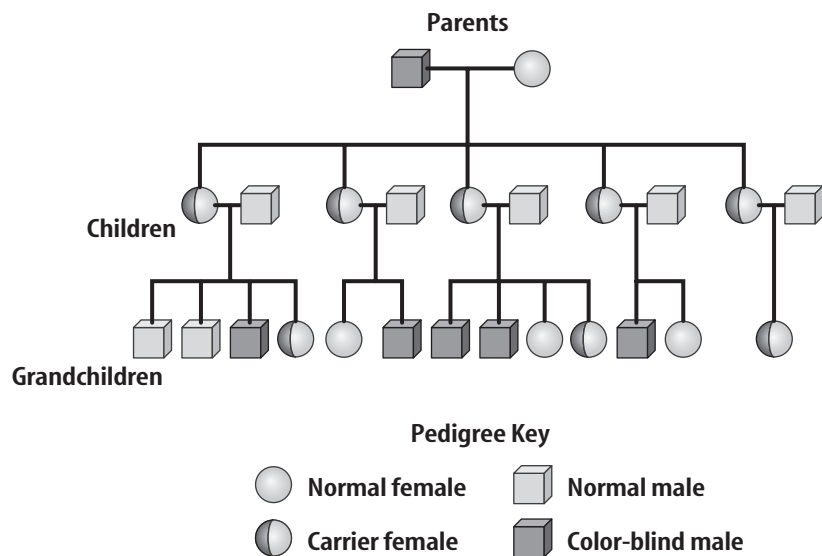 Parents
Children
Grandchildren
Pedigree Key
Normal female
Normal male
Carrier female
Color-blind male